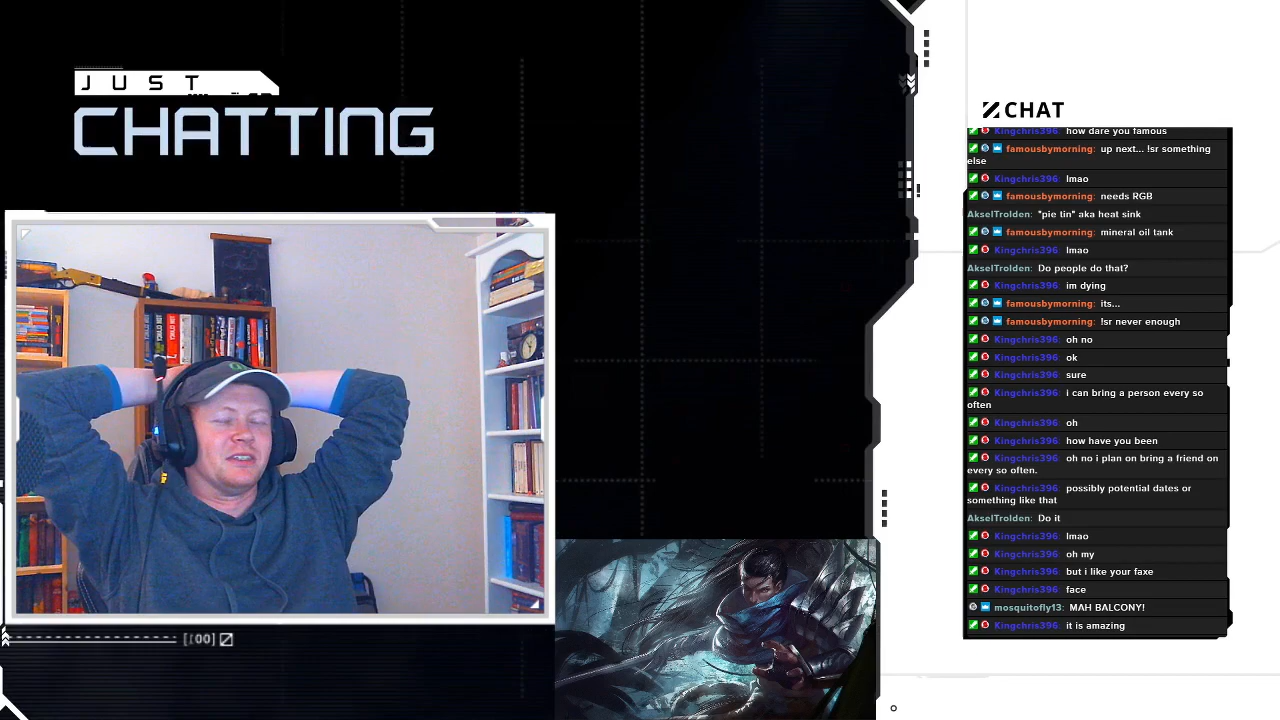 JUST
CHATTING
CHAT
Kingchris396: how dare you famous
famousbymorning: up next... !sr something
else
Kingchris396: lmao
famousbymorning: needs RGB
AkselTrolden: "pie tin" aka heat sink
famousbymorning: mineral oil tank
Kingchris396: lmao
AkselTrolden: Do people do that?
Kingchris396: im dying
famousbymorning: its...
famousbymorning: !sr never enough
Kingchris396: oh no
Kingchris396: ok
Kingchris396: sure
Kingchris396: i can bring a person every so
often
Kingchris396: oh
Kingchris396: how have you been
Kingchris396: oh no i plan on bring a friend on
every so often.
Kingchris396: possibly potential dates or
something like that
AkselTrolden: Do it
Kingchris396: lmao
Kingchris396: oh my
Kingchris396: but i like your faxe
Kingchris396: face
mosquitofly13: MAH BALCONY!
Kingchris396: it is amazing